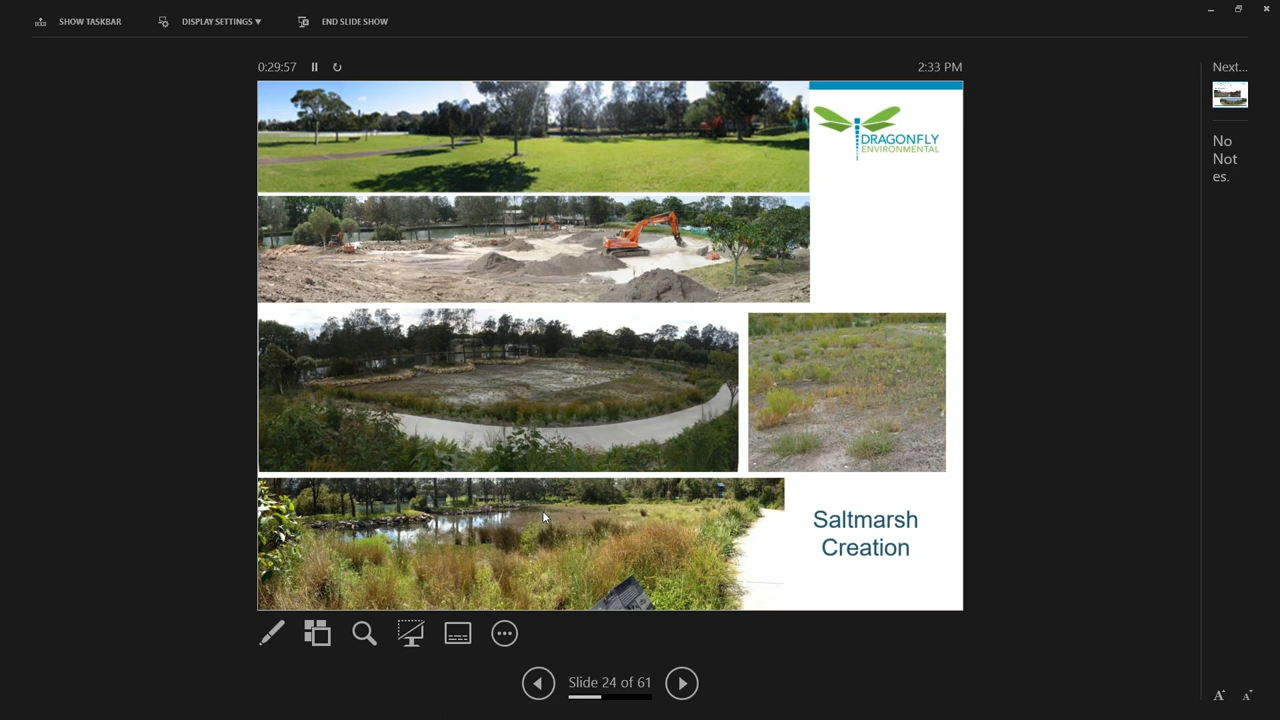 SHOW TASKBAR
DISPLAY SETTINGS ▼
END SLIDE SHOW
0:29:57
2:33 PM
Next...
DRAGONFLY
ENVIRONMENTAL
No
Not
es.
Saltmarsh
Creation
Slide 24 of 61
A
A